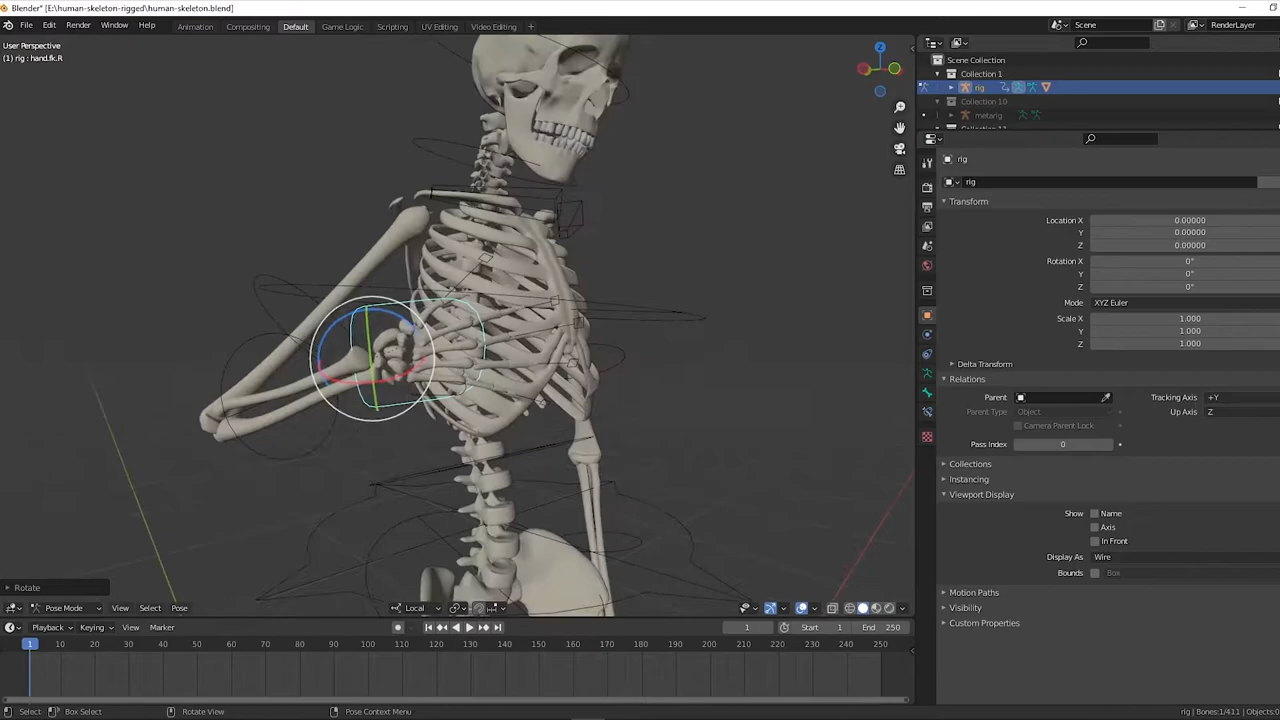 Blender* [E:\human-skeleton-rigged\human-skeleton.blend]
File Edit Render Window Help Animation Compositing Default Game Logic Scripting UV Editing Video Editing + Scene RenderLayer
User Perspective
(1) rig : hand.fk.R
Z
Scene Collection
Collection 1
rig
Collection 10
metarig
rig
rig
Transform
Location X 0.00000
Y 0.00000
Z 0.00000
Rotation X 0°
Y 0°
Z 0°
Mode XYZ Euler
Scale X 1.000
Y 1.000
Z 1.000
Delta Transform
Relations
Parent Tracking Axis +Y
Parent Type Object Up Axis Z
Camera Parent Lock
Pass Index 0
Collections
Instancing
Viewport Display
Show Name
Axis
In Front
Display As Wire
Bounds Box
Motion Paths
Visibility
Custom Properties
Rotate
Pose Mode View Select Pose Local
Playback Keying View Marker 1 Start 1 End 250
1 10 20 30 40 50 60 70 80 90 100 110 120 130 140 150 160 170 180 190 200 210 220 230 240 250
Select Box Select Rotate View Pose Context Menu rig | Bones:1/411 | Objects:0